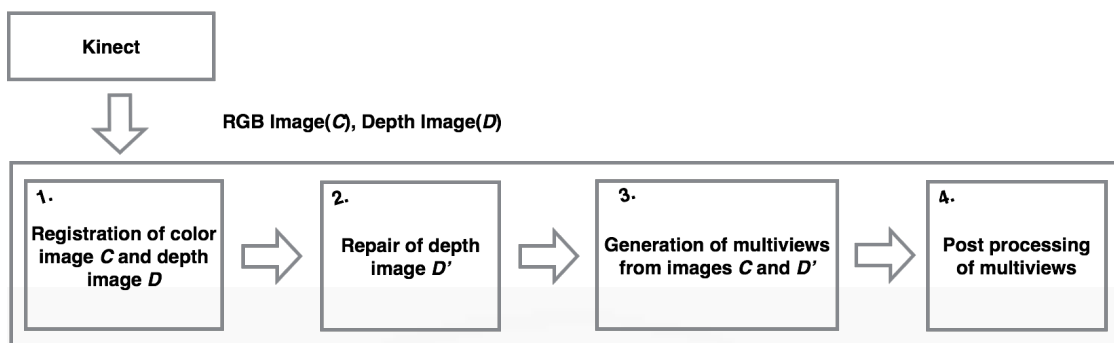 Kinect
RGB Image(C), Depth Image(D)
1.
Registration of color
image C and depth
image D
2.
Repair of depth
image D’
3.
Generation of multiviews
from images C and D’
4.
Post processing
of multiviews